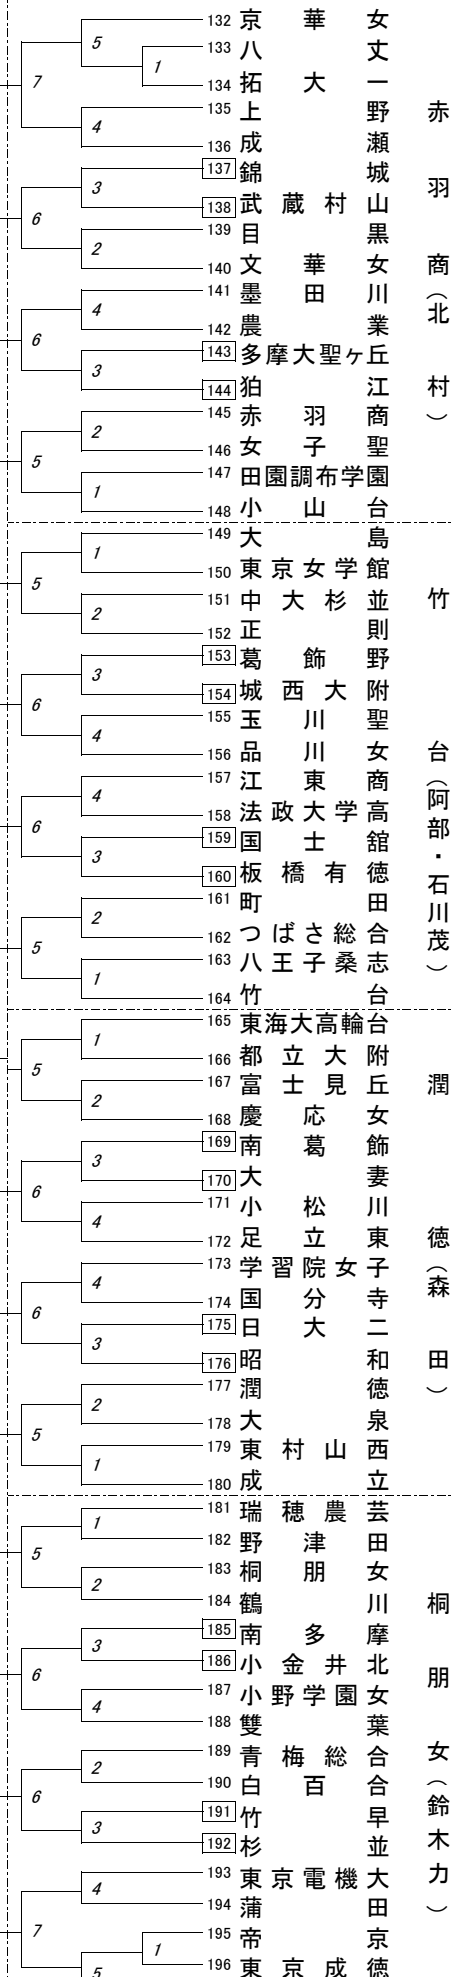 132 京華女
133 八丈
134 拓大一
135 上野
136 成瀬
137 錦城
138 武蔵村山
139 目黒
140 文華女
141 墨田川
142 農業
143 多摩大聖ヶ丘
144 狛江
145 赤羽商
146 女子聖
147 田園調布学園
148 小山台
5
1
7
4
3
6
2
4
6
3
2
5
1
赤羽商(北村)
149 大島
150 東京女学館
151 中大杉並
152 正則
153 葛飾野
154 城西大附
155 玉川聖
156 品川女
157 江東商
158 法政大学高
159 国士舘
160 板橋有徳
161 町田
162 つばさ総合
163 八王子桑志
164 竹台
1
5
2
3
6
4
4
6
3
2
5
1
竹台(阿部・石川茂)
165 東海大高輪台
166 都立大附
167 富士見丘
168 慶応女
169 南葛飾
170 大妻
171 小松川
172 足立東
173 学習院女子
174 国分寺
175 日大二
176 昭和
177 潤徳
178 大泉
179 東村山西
180 成立
1
5
2
3
6
4
4
6
3
2
5
1
潤徳(森田)
181 瑞穂農芸
182 野津田
183 桐朋女
184 鶴川
185 南多摩
186 小金井北
187 小野学園女
188 雙葉
189 青梅総合
190 白百合
191 竹早
192 杉並
193 東京電機大
194 蒲田
195 帝京
196 東京成徳
1
5
2
3
6
4
2
6
3
4
7
1
5
桐朋女(鈴木力)